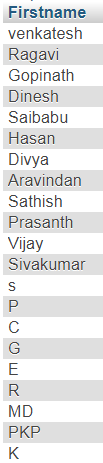 Firstname
venkatesh
Ragavi
Gopinath
Dinesh
Saibabu
Hasan
Divya
Aravindan
Sathish
Prasanth
Vijay
Sivakumar
s
P
C
G
E
R
MD
PKP
K